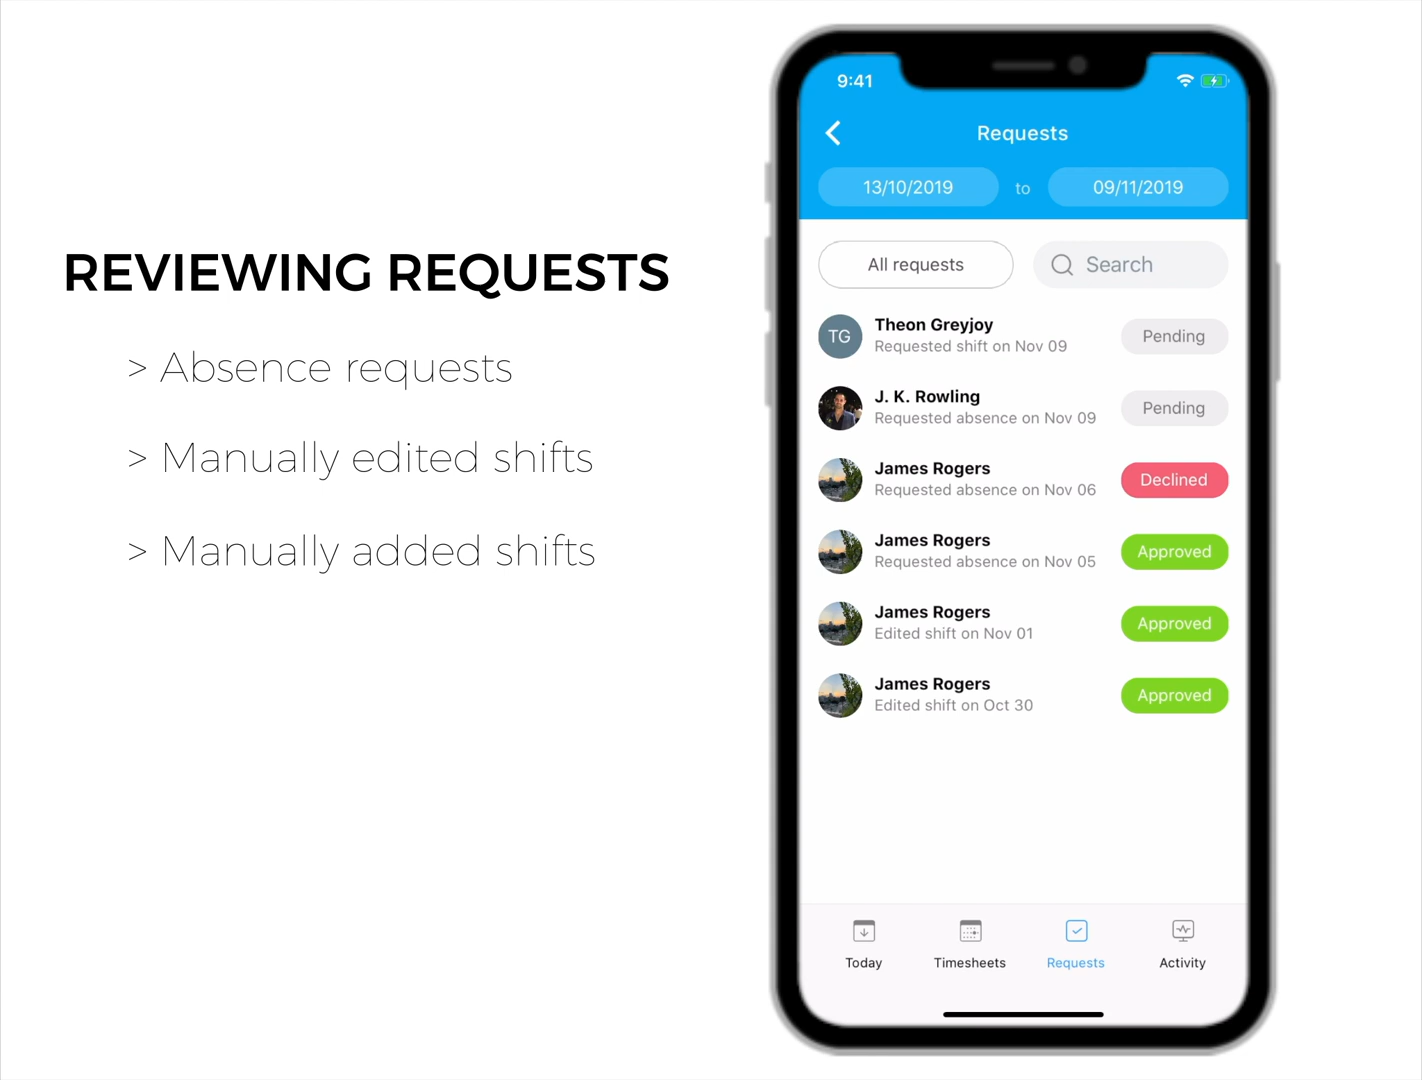 REVIEWING REQUESTS
> Absence requests
> Manually edited shifts
> Manually added shifts
9:41
Requests
13/10/2019 to 09/11/2019
All requests
Search
TG
Theon Greyjoy
Requested shift on Nov 09
Pending
J. K. Rowling
Requested absence on Nov 09
Pending
James Rogers
Requested absence on Nov 06
Declined
James Rogers
Requested absence on Nov 05
Approved
James Rogers
Edited shift on Nov 01
Approved
James Rogers
Edited shift on Oct 30
Approved
Today
Timesheets
Requests
Activity